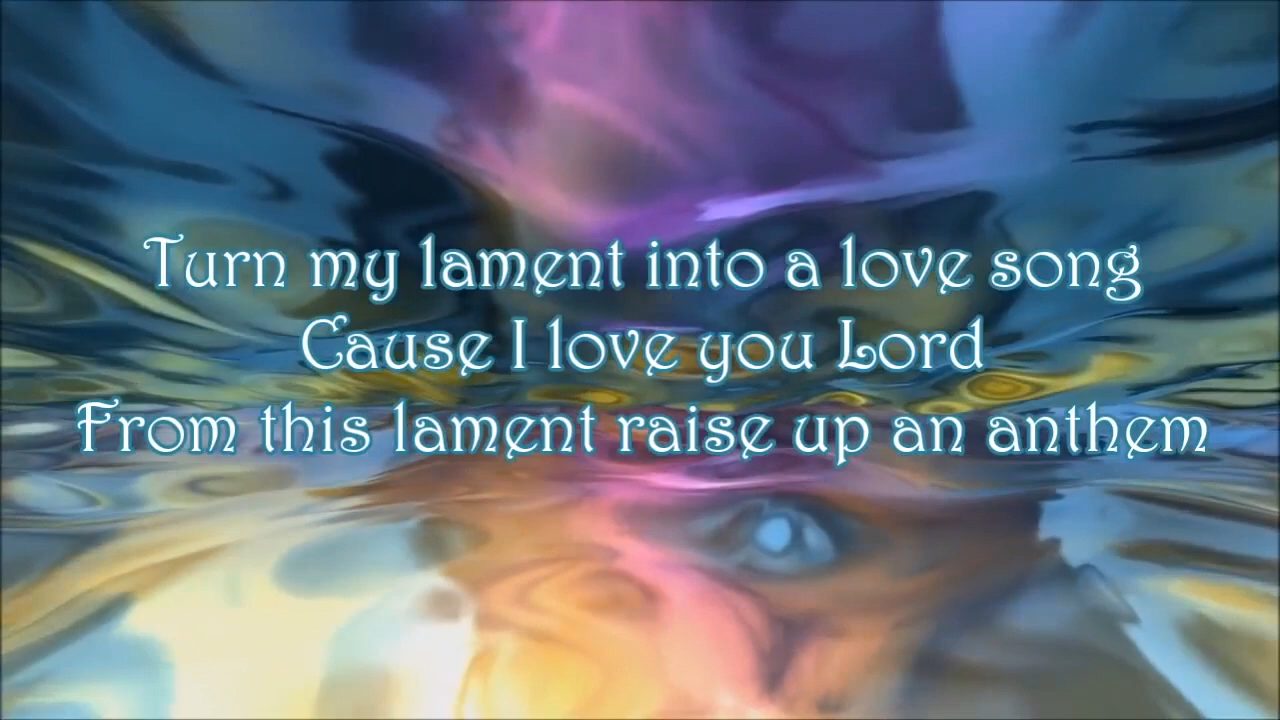 Turn my lament into a love song
Cause I love you Lord
From this lament raise up an anthem